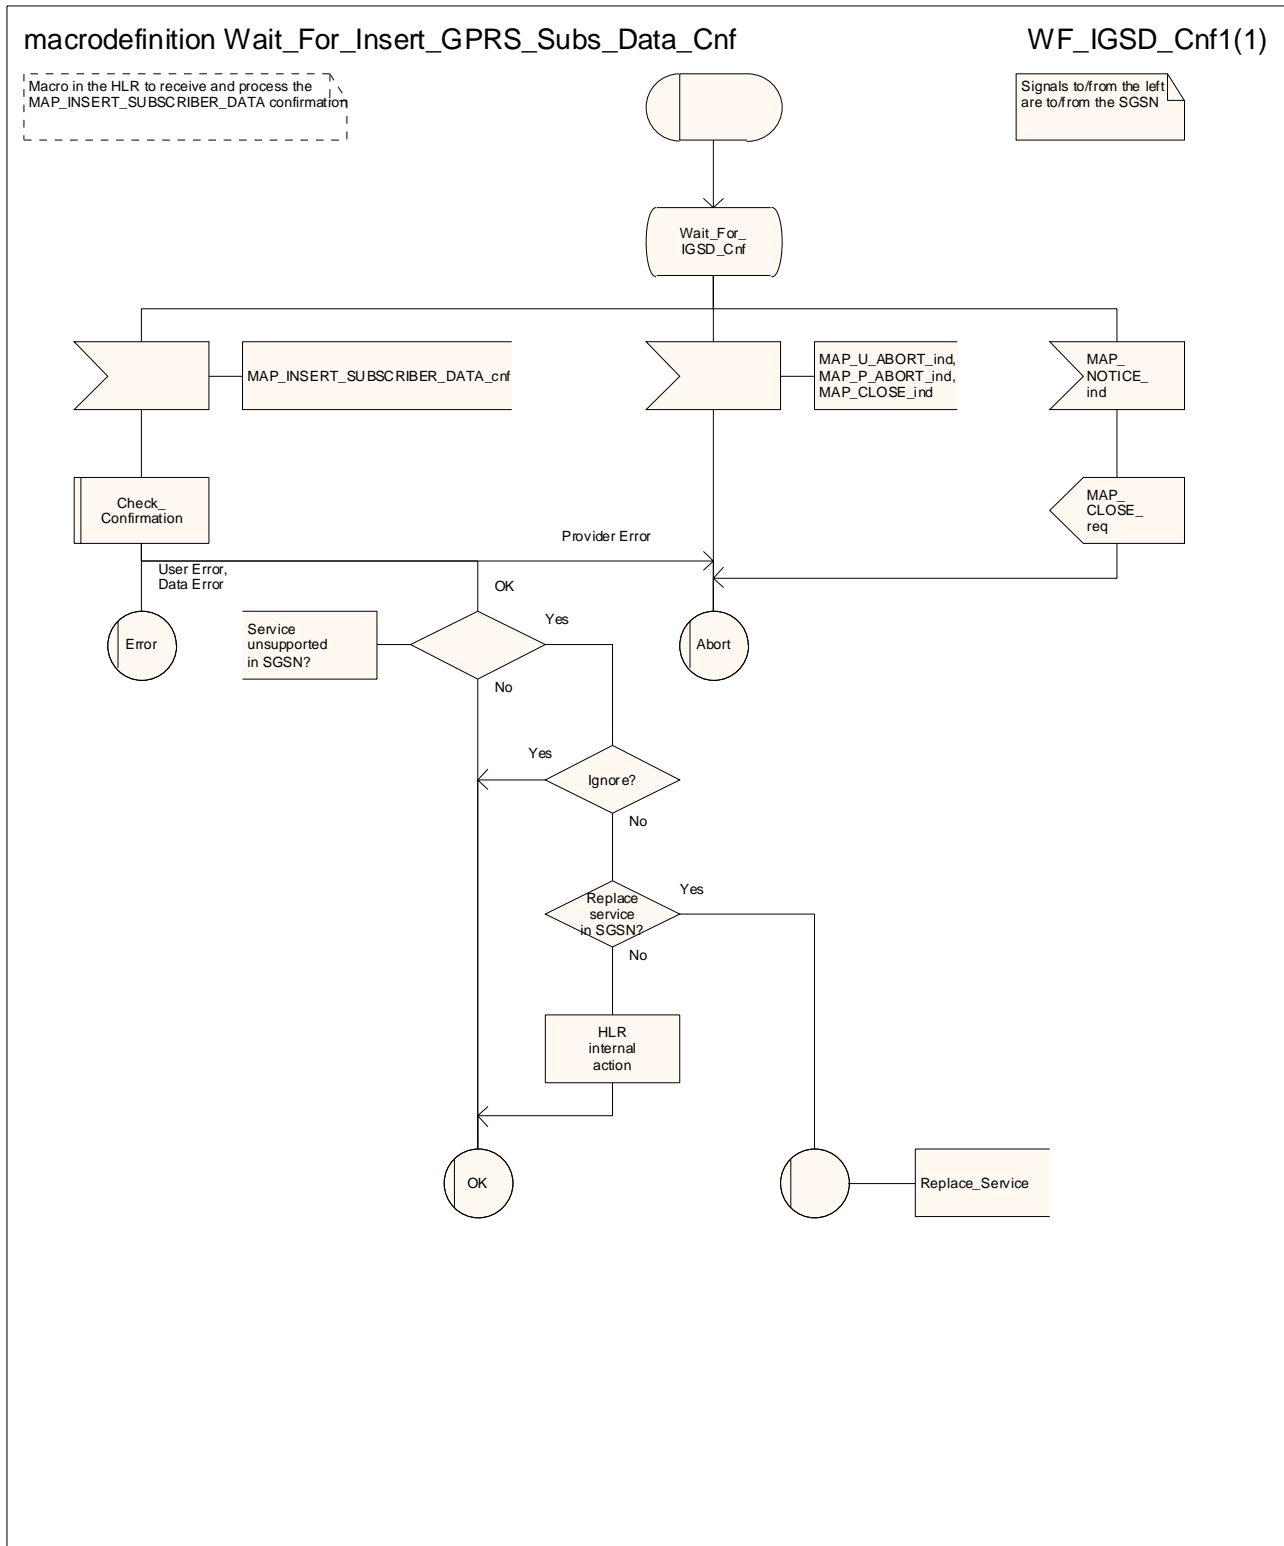 macrodefinition Wait_For_Insert_GPRS_Subs_Data_Cnf
WF_IGSD_Cnf1(1)
Macro in the HLR to receive and process the
MAP_INSERT_SUBSCRIBER_DATA confirmation
Signals to/from the left
are to/from the SGSN
Wait_For_
IGSD_Cnf
MAP_INSERT_SUBSCRIBER_DATA_cnf
MAP_U_ABORT_ind,
MAP_P_ABORT_ind,
MAP_CLOSE_ind
MAP_
NOTICE_
ind
Check_
Confirmation
MAP_
CLOSE_
req
Provider Error
User Error,
Data Error
OK
Error
Service
unsupported
in SGSN?
Yes
Abort
No
Yes
Ignore?
No
Replace
service
in SGSN?
Yes
No
HLR
internal
action
OK
Replace_Service